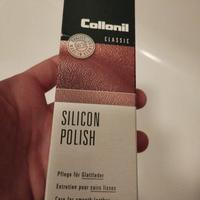 Collonil
CLASSIC
SILICON
POLISH
Pflege für Glattleder
Entretien pour cuirs lisses
Care for smooth leather